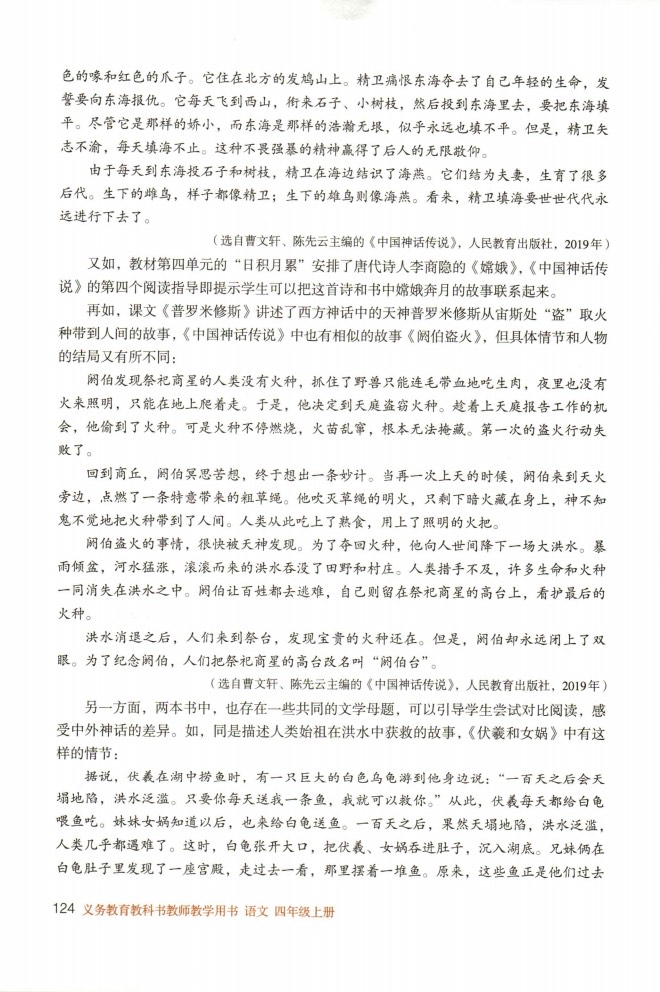 色的喙和红色的爪子。它住在北方的发鸠山上。精卫痛恨东海夺去了自己年轻的生命，发
誓要向东海报仇。它每天飞到西山，衔来石子、小树枝，然后投到东海里去，要把东海填
平。尽管它是那样的娇小，而东海是那样的浩瀚无垠，似乎永远也填不平。但是，精卫矢
志不渝，每天填海不止。这种不畏强暴的精神赢得了后人的无限敬仰。
由于每天到东海投石子和树枝，精卫在海边结识了海燕。它们结为夫妻，生育了很多
后代。生下的雌鸟，样子都像精卫；生下的雄鸟则像海燕。看来，精卫填海要世世代代永
远进行下去了。
（选自曹文轩、陈先云主编的《中国神话传说》，人民教育出版社，2019年）
又如，教材第四单元的“日积月累”安排了唐代诗人李商隐的《嫦娥》，《中国神话传
说》的第四个阅读指导即提示学生可以把这首诗和书中嫦娥奔月的故事联系起来。
再如，课文《普罗米修斯》讲述了西方神话中的天神普罗米修斯从宙斯处“盗”取火
种带到人间的故事，《中国神话传说》中也有相似的故事《阏伯盗火》，但具体情节和人物
的结局又有所不同：
阏伯发现祭祀商星的人类没有火种，抓住了野兽只能连毛带血地吃生肉，夜里也没有
火来照明，只能在地上爬着走。于是，他决定到天庭盗窃火种。趁着上天庭报告工作的机
会，他偷到了火种。可是火种不停燃烧，火苗乱窜，根本无法掩藏。第一次的盗火行动失
败了。
回到商丘，阏伯冥思苦想，终于想出一条妙计。当再一次上天的时候，阏伯来到天火
旁边，点燃了一条特意带来的粗草绳。他吹灭草绳的明火，只剩下暗火藏在身上，神不知
鬼不觉地把火种带到了人间。人类从此吃上了熟食，用上了照明的火把。
阏伯盗火的事情，很快被天神发现。为了夺回火种，他向人世间降下一场大洪水。暴
雨倾盆，河水猛涨，滚滚而来的洪水吞没了田野和村庄。人类措手不及，许多生命和火种
一同消失在洪水之中。阏伯让百姓都去逃难，自己则留在祭祀商星的高台上，看护最后的
火种。
洪水消退之后，人们来到祭台，发现宝贵的火种还在。但是，阏伯却永远闭上了双
眼。为了纪念阏伯，人们把祭祀商星的高台改名叫“阏伯台”。
（选自曹文轩、陈先云主编的《中国神话传说》，人民教育出版社，2019年）
另一方面，两本书中，也存在一些共同的文学母题，可以引导学生尝试对比阅读，感
受中外神话的差异。如，同是描述人类始祖在洪水中获救的故事，《伏羲和女娲》中有这
样的情节：
据说，伏羲在湖中捞鱼时，有一只巨大的白色乌龟游到他身边说：“一百天之后会天
塌地陷，洪水泛滥。只要你每天送我一条鱼，我就可以救你。”从此，伏羲每天都给白龟
喂鱼吃。妹妹女娲知道以后，也来给白龟送鱼。一百天之后，果然天塌地陷，洪水泛滥，
人类几乎都遇难了。这时，白龟张开大口，把伏羲、女娲吞进肚子，沉入湖底。兄妹俩在
白龟肚子里发现了一座宫殿，走过去一看，那里摆着一堆鱼。原来，这些鱼正是他们过去
124 义务教育教科书教师教学用书 语文 四年级上册